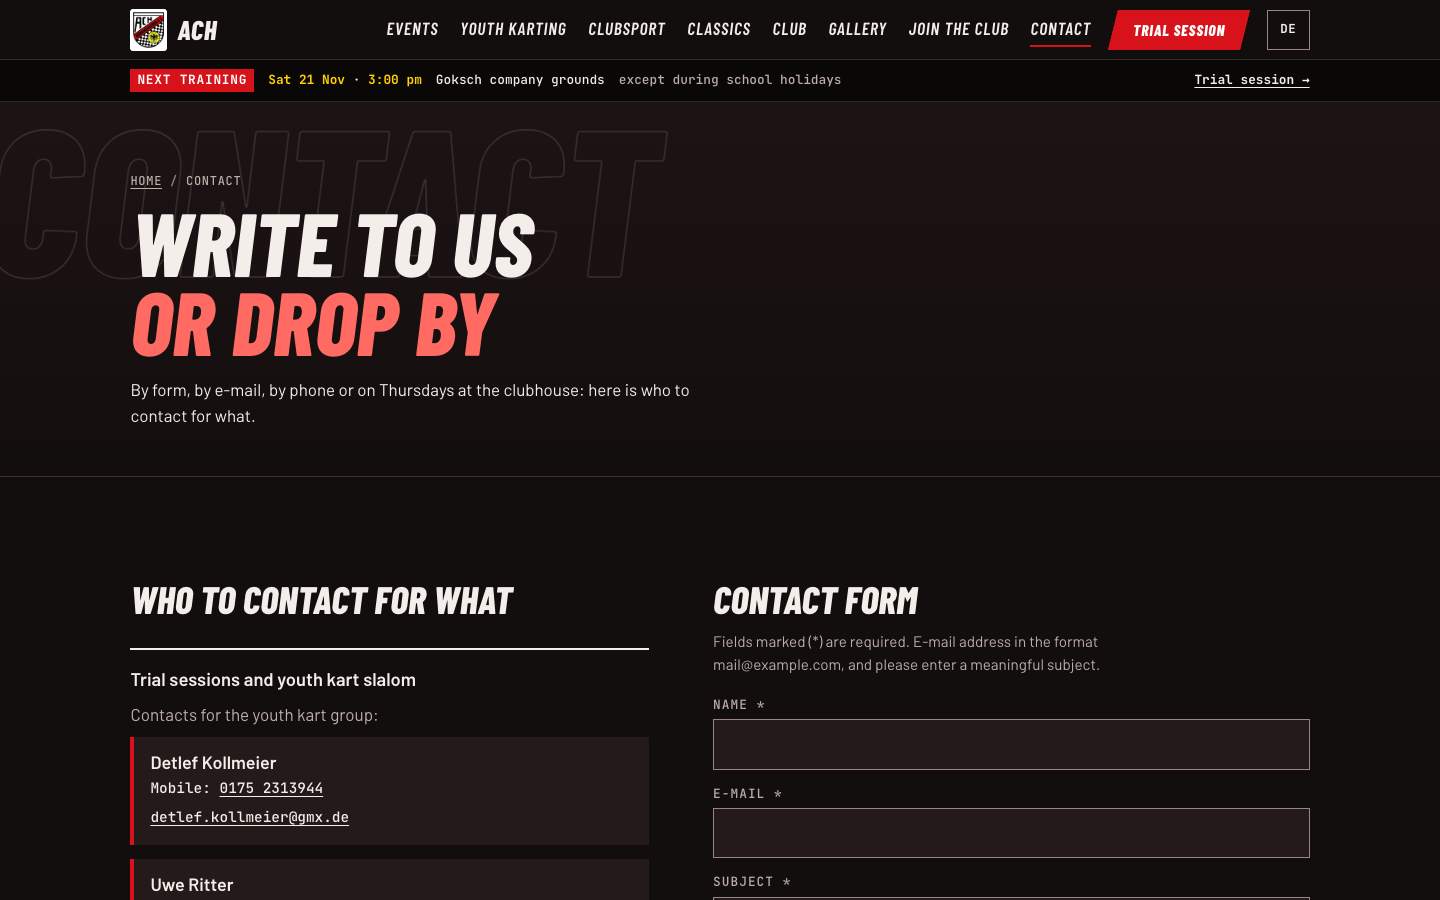 ACH
ACH
EVENTS YOUTH KARTING CLUBSPORT CLASSICS CLUB GALLERY JOIN THE CLUB CONTACT TRIAL SESSION DE
NEXT TRAINING Sat 21 Nov · 3:00 pm Goksch company grounds except during school holidays Trial session →
CONTACT
HOME / CONTACT
WRITE TO US
OR DROP BY
By form, by e-mail, by phone or on Thursdays at the clubhouse: here is who to
contact for what.
WHO TO CONTACT FOR WHAT
Trial sessions and youth kart slalom
Contacts for the youth kart group:
Detlef Kollmeier
Mobile: 0175 2313944
detlef.kollmeier@gmx.de
Uwe Ritter
CONTACT FORM
Fields marked (*) are required. E-mail address in the format
mail@example.com, and please enter a meaningful subject.
NAME *
E-MAIL *
SUBJECT *